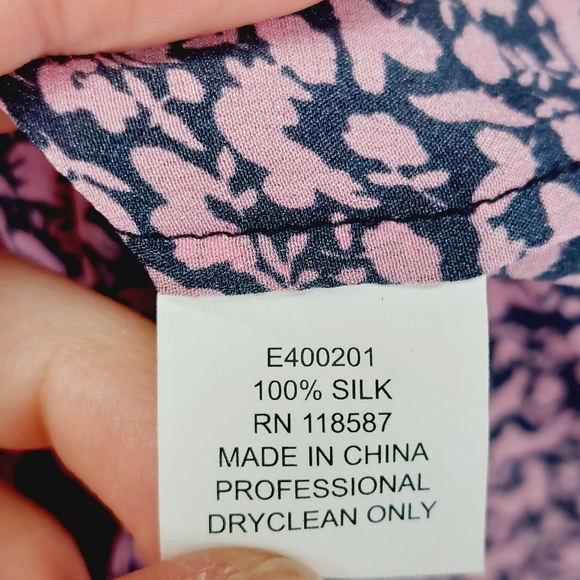 E400201
100% SILK
RN 118587
MADE IN CHINA
PROFESSIONAL
DRYCLEAN ONLY